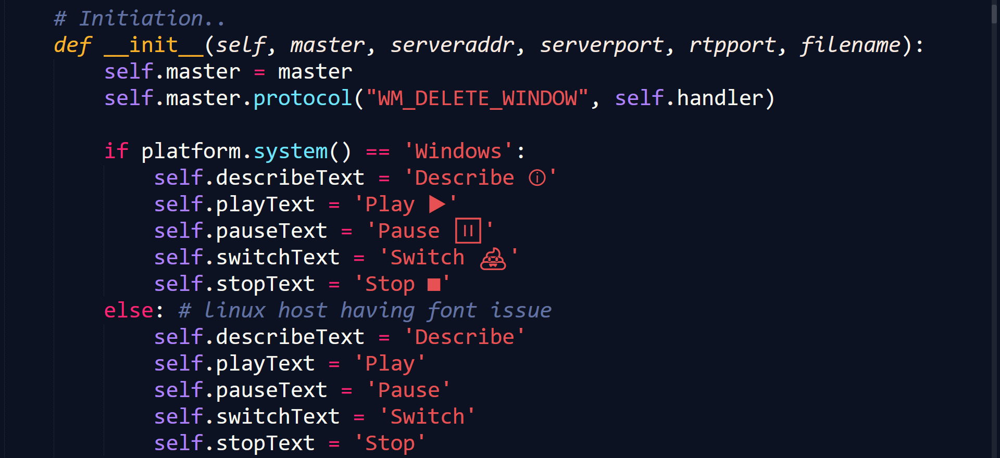 # Initiation..
def __init__(self, master, serveraddr, serverport, rtpport, filename):
self.master = master
self.master.protocol("WM_DELETE_WINDOW", self.handler)
if platform.system() == 'Windows':
self.describeText = 'Describe ⓘ'
self.playText = 'Play ▶'
self.pauseText = 'Pause ⏸'
self.switchText = 'Switch 💩'
self.stopText = 'Stop ■'
else: # linux host having font issue
self.describeText = 'Describe'
self.playText = 'Play'
self.pauseText = 'Pause'
self.switchText = 'Switch'
self.stopText = 'Stop'